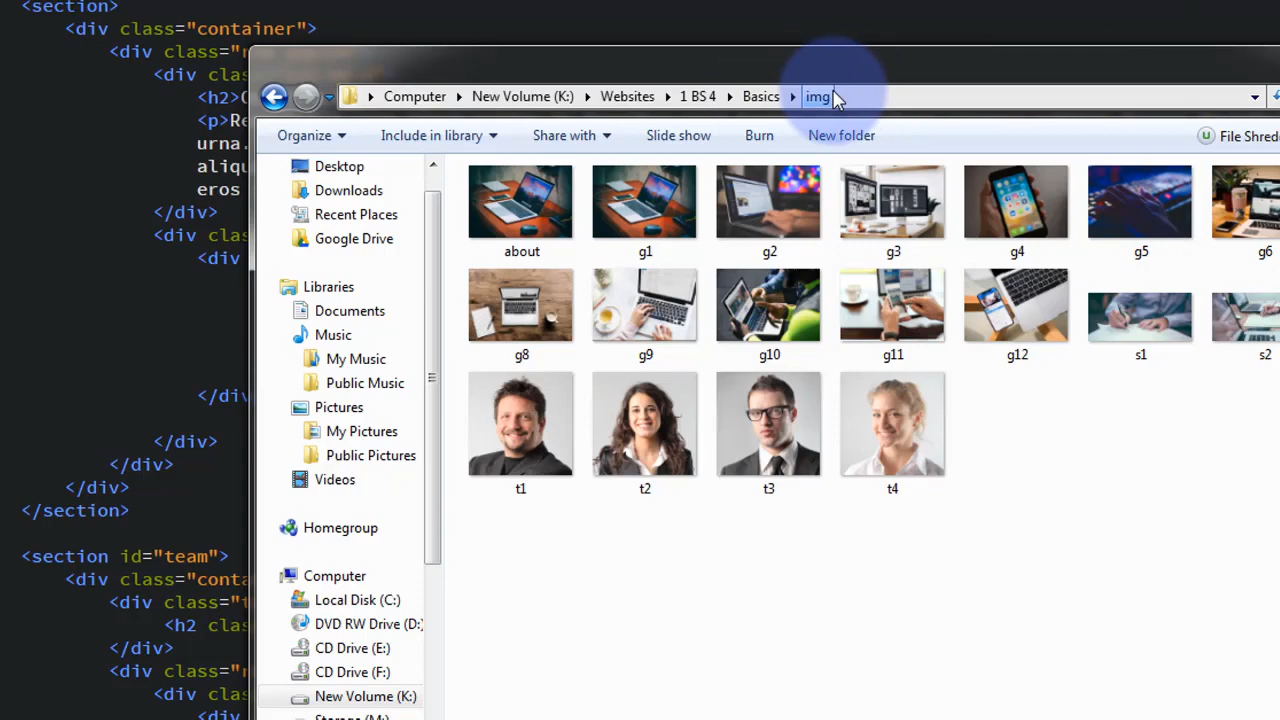 <section>
<div class="container">
<div class="r
<div clas
<h2>C
<p>Re
urna.
aliqu
eros
</div>
<div clas
<div
</div
</div>
</div>
</div>
</section>
<section id="team">
<div class="conta
<div class="t
<h2 clas
</div>
<div class="r
<div clas
<div
Computer New Volume (K:) Websites 1 BS 4 Basics img
Organize Include in library Share with Slide show Burn New folder File Shred
Desktop
Downloads
Recent Places
Google Drive
Libraries
Documents
Music
My Music
Public Music
Pictures
My Pictures
Public Pictures
Videos
Homegroup
Computer
Local Disk (C:)
DVD RW Drive (D:)
CD Drive (E:)
CD Drive (F:)
New Volume (K:)
Storage (M:)
about g1 g2 g3 g4 g5 g6
g8 g9 g10 g11 g12 s1 s2
t1 t2 t3 t4